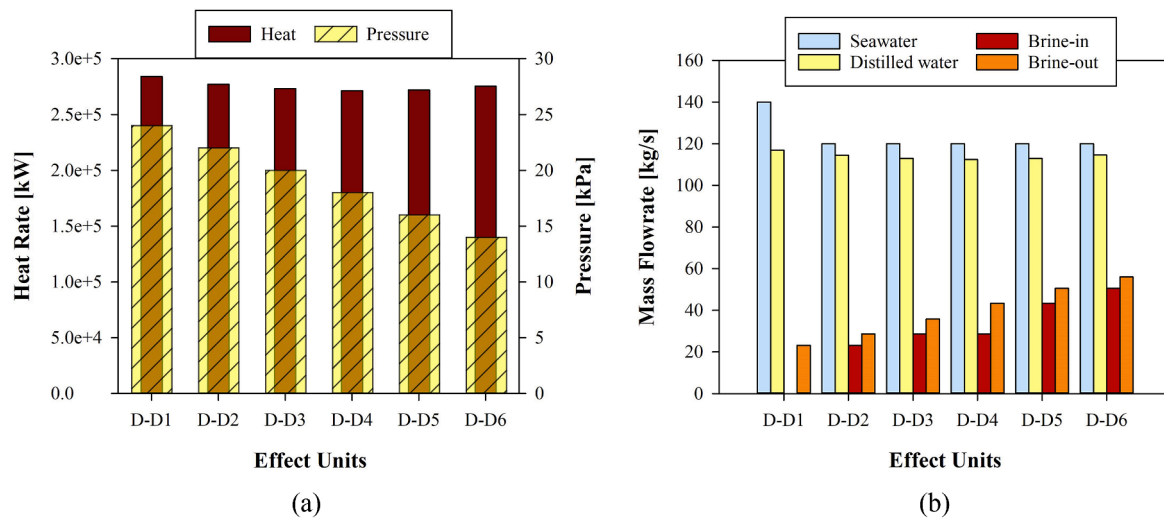 Heat Pressure
3.0e+5
2.5e+5
2.0e+5
1.5e+5
1.0e+5
5.0e+4
0.0
Heat Rate [kW]
30
25
20
15
10
5
0
Pressure [kPa]
D-D1 D-D2 D-D3 D-D4 D-D5 D-D6
Effect Units
(a)
Seawater Brine-in
Distilled water Brine-out
160
140
120
100
80
60
40
20
0
Mass Flowrate [kg/s]
D-D1 D-D2 D-D3 D-D4 D-D5 D-D6
Effect Units
(b)